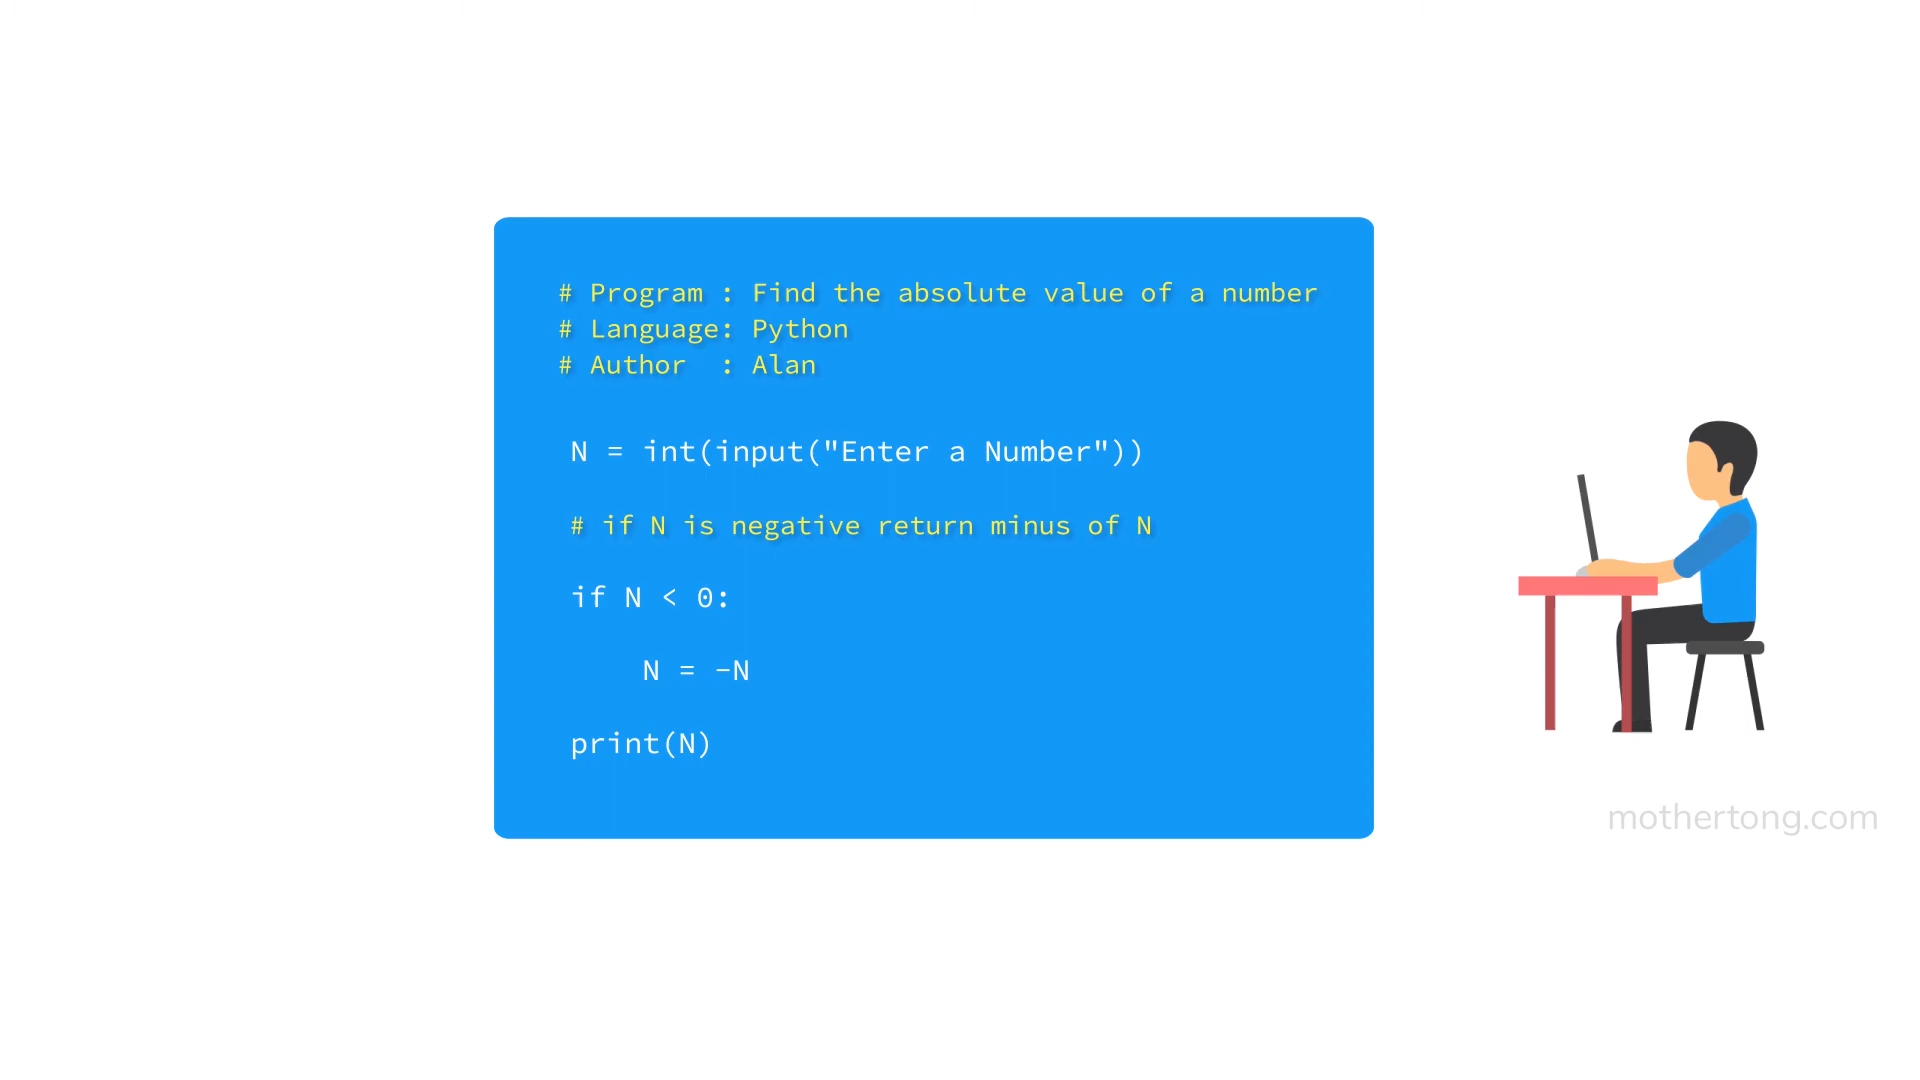 # Program : Find the absolute value of a number
# Language: Python
# Author  : Alan
N = int(input("Enter a Number"))
# if N is negative return minus of N
if N < 0:
    N = -N
print(N)
mothertong.com